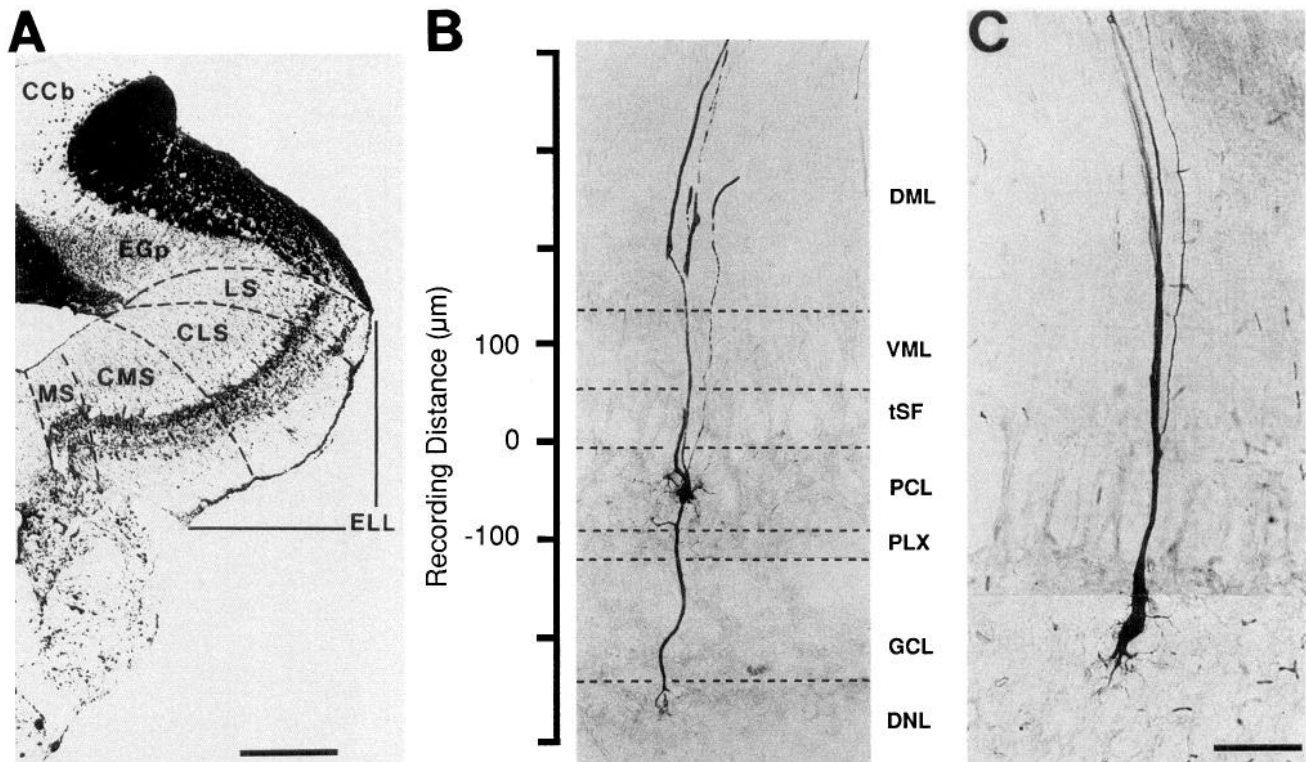 A
CCb
EGp
LS
CLS
CMS
MS
ELL
B
Recording Distance (µm)
100
0
-100
DML
VML
tSF
PCL
PLX
GCL
DNL
C